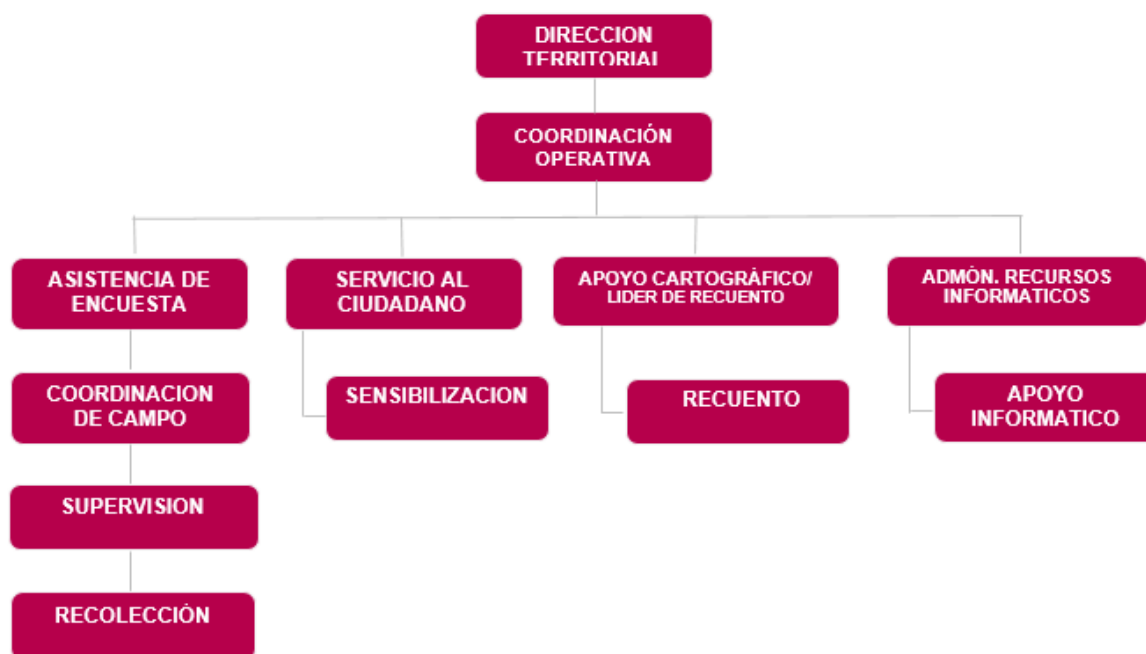 DIRECCION
TERRITORIAL
COORDINACIÓN
OPERATIVA
ASISTENCIA DE
ENCUESTA
SERVICIO AL
CIUDADANO
APOYO CARTOGRÁFICO/
LIDER DE RECUENTO
ADMÓN. RECURSOS
INFORMATICOS
COORDINACION
DE CAMPO
SENSIBILIZACION
RECUENTO
APOYO
INFORMATICO
SUPERVISION
RECOLECCIÓN